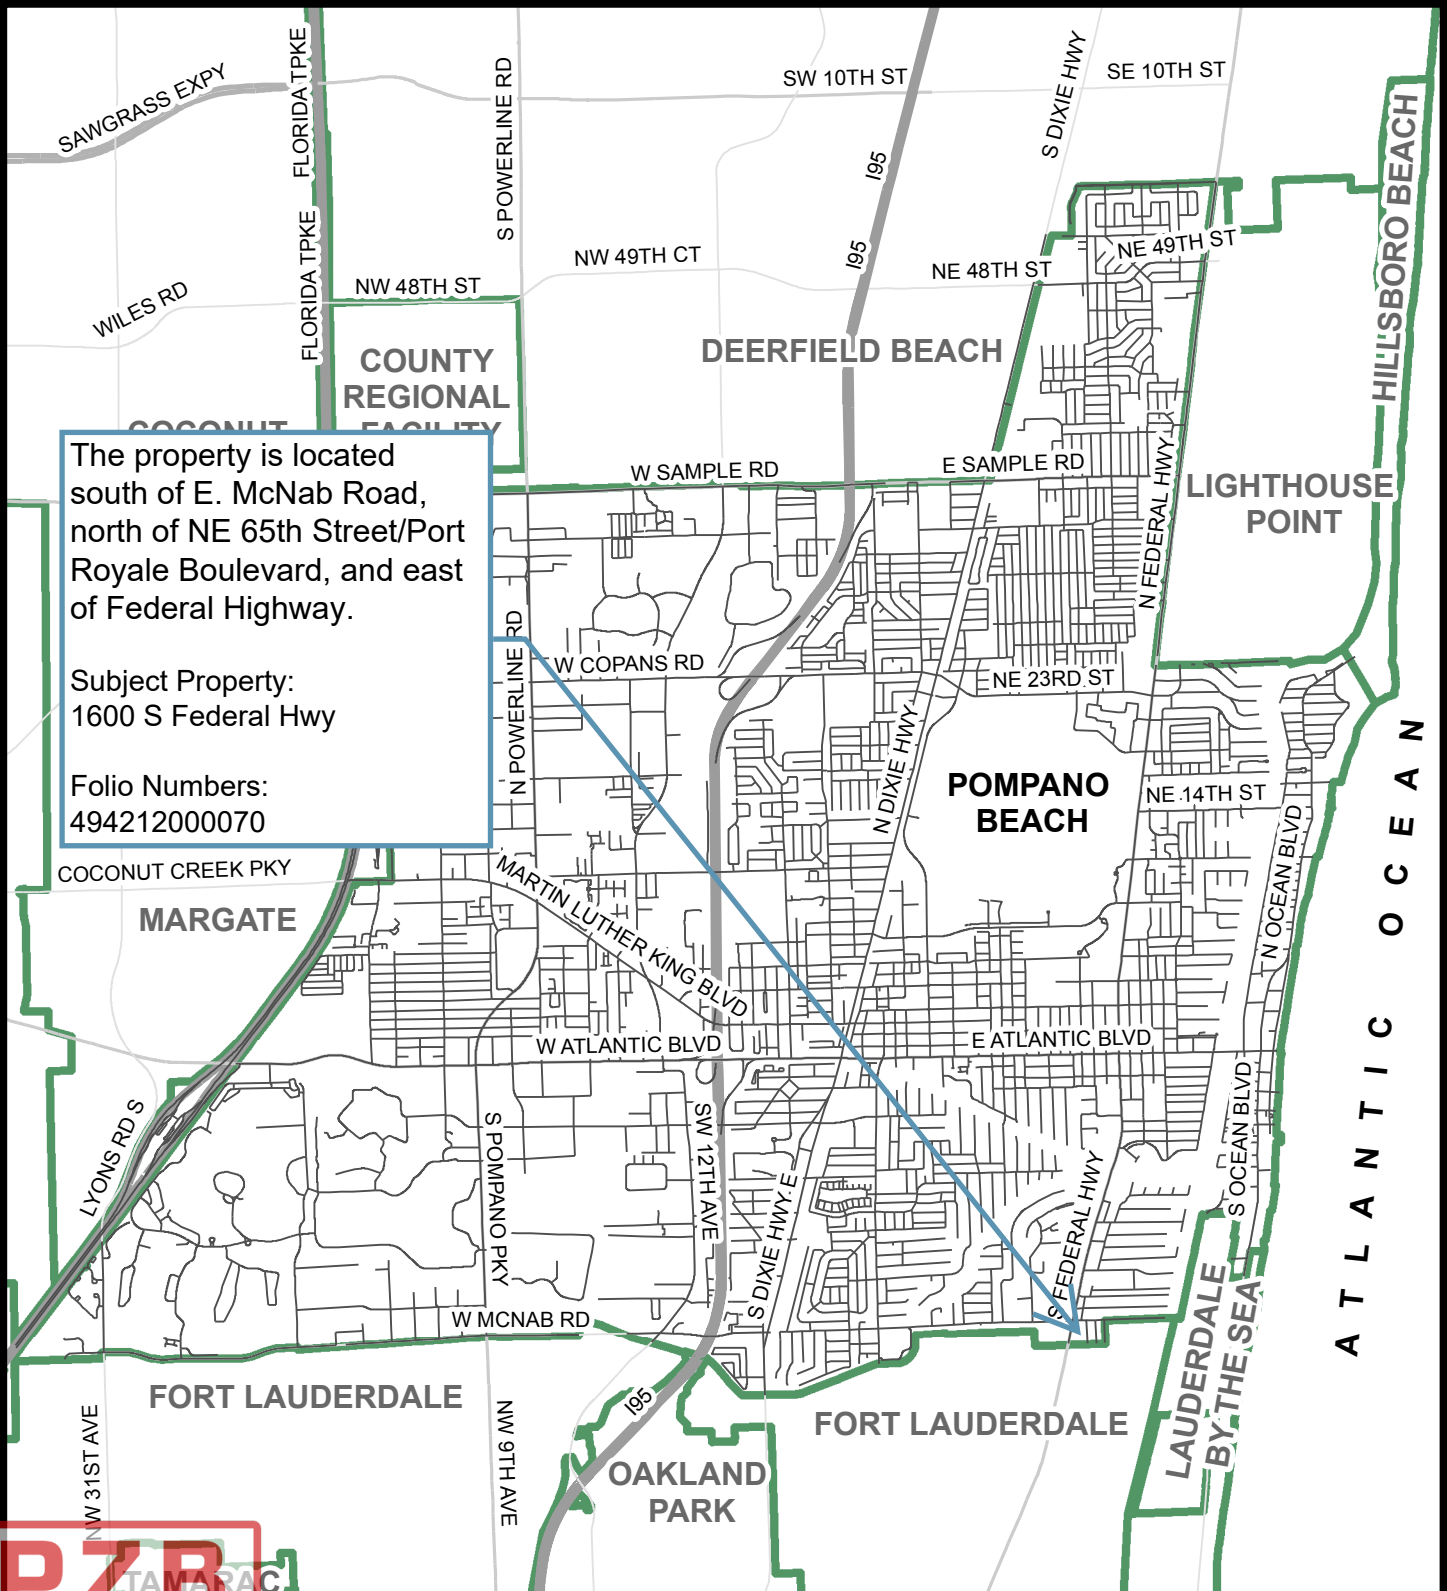 FLORIDA TPKE
S POWERLINE RD
SW 10TH ST
S DIXIE HWY
SE 10TH ST
SAWGRASS EXPY
HILLSBORO BEACH
I95
FLORIDA TPKE
NW 49TH CT
I95
NE 48TH ST
NE 49TH ST
WILES RD
NW 48TH ST
COUNTY
REGIONAL
FACILITY
DEERFIELD BEACH
COCONUT
The property is located
south of E. McNab Road,
north of NE 65th Street/Port
Royale Boulevard, and east
of Federal Highway.
Subject Property:
1600 S Federal Hwy
Folio Numbers:
494212000070
W SAMPLE RD
E SAMPLE RD
N FEDERAL HWY
LIGHTHOUSE
POINT
N POWERLINE RD
W COPANS RD
NE 23RD ST
N DIXIE HWY
POMPANO
BEACH
NE 14TH ST
N OCEAN BLVD
ATLANTIC OCEAN
COCONUT CREEK PKY
MARGATE
MARTIN LUTHER KING BLVD
W ATLANTIC BLVD
E ATLANTIC BLVD
S OCEAN BLVD
LYONS RD S
S POMPANO PKY
SW 12TH AVE
S DIXIE HWY E
S FEDERAL HWY
W MCNAB RD
LAUDERDALE
BY THE SEA
FORT LAUDERDALE
I95
FORT LAUDERDALE
NW 31ST AVE
NW 9TH AVE
OAKLAND
PARK
PZB
TAMARAC